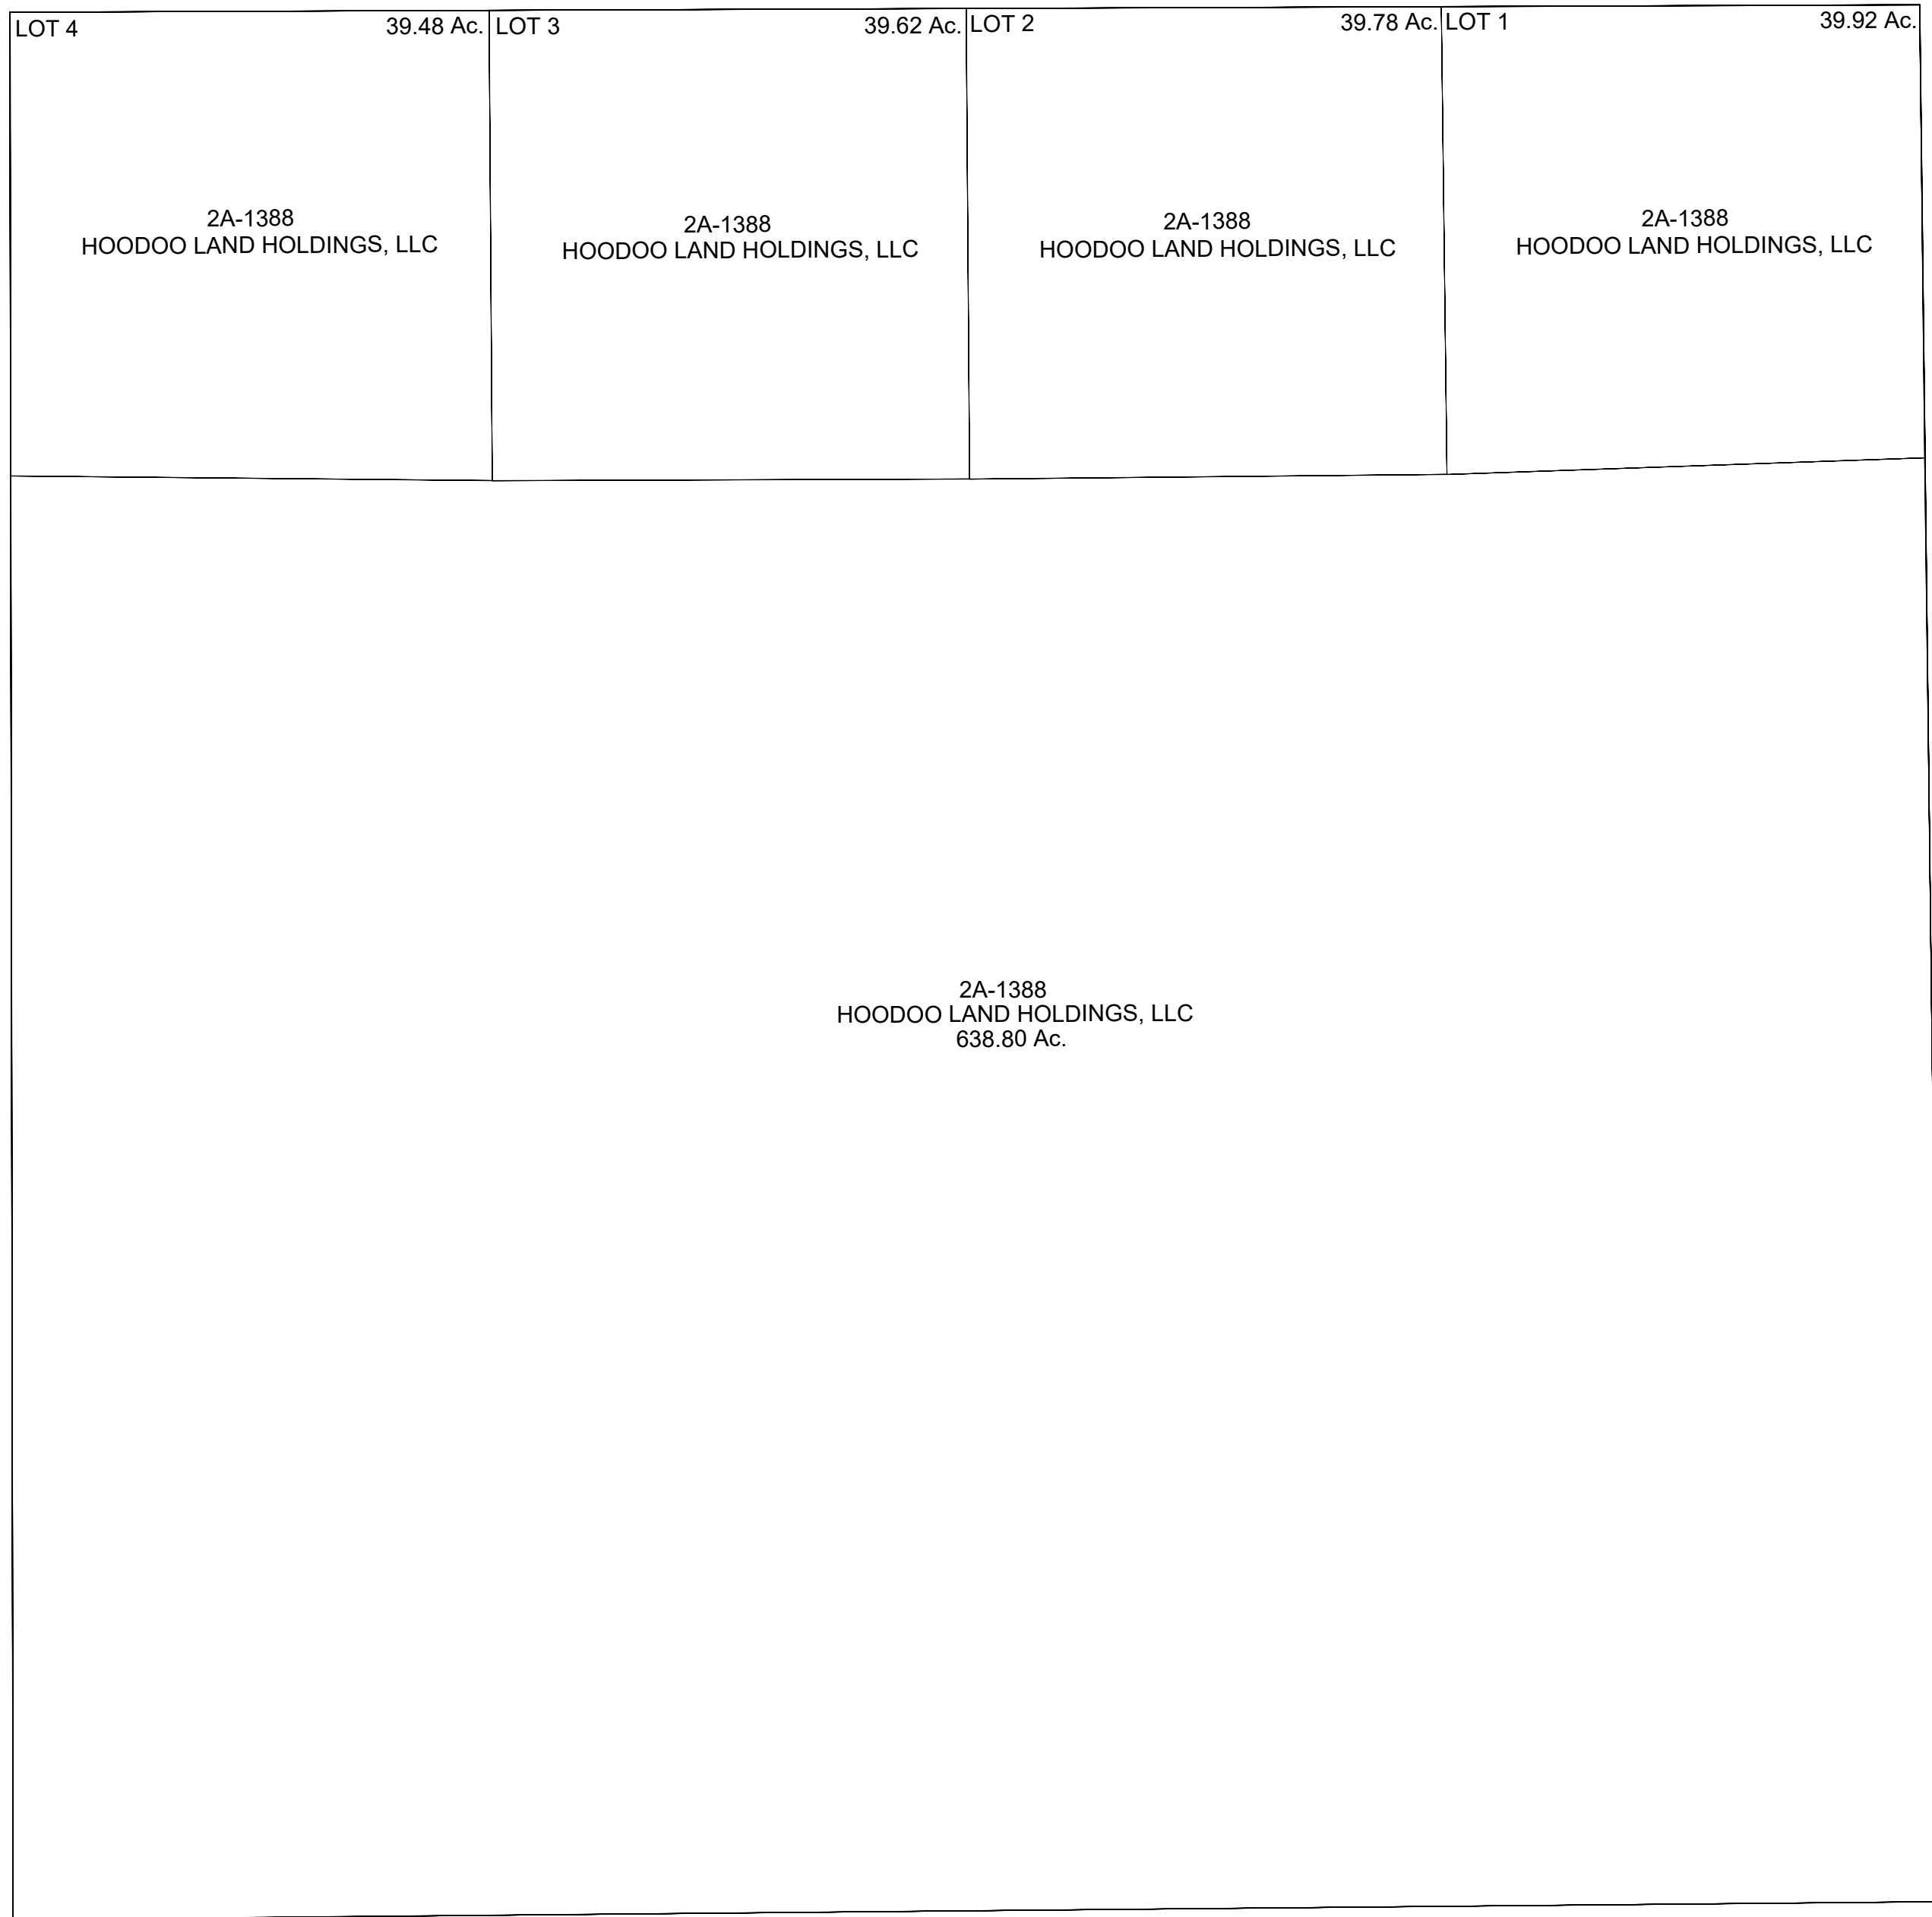 LOT 4
39.48 Ac.
LOT 3
39.62 Ac.
LOT 2
39.78 Ac.
LOT 1
39.92 Ac.
2A-1388
HOODOO LAND HOLDINGS, LLC
2A-1388
HOODOO LAND HOLDINGS, LLC
2A-1388
HOODOO LAND HOLDINGS, LLC
2A-1388
HOODOO LAND HOLDINGS, LLC
2A-1388
HOODOO LAND HOLDINGS, LLC
638.80 Ac.